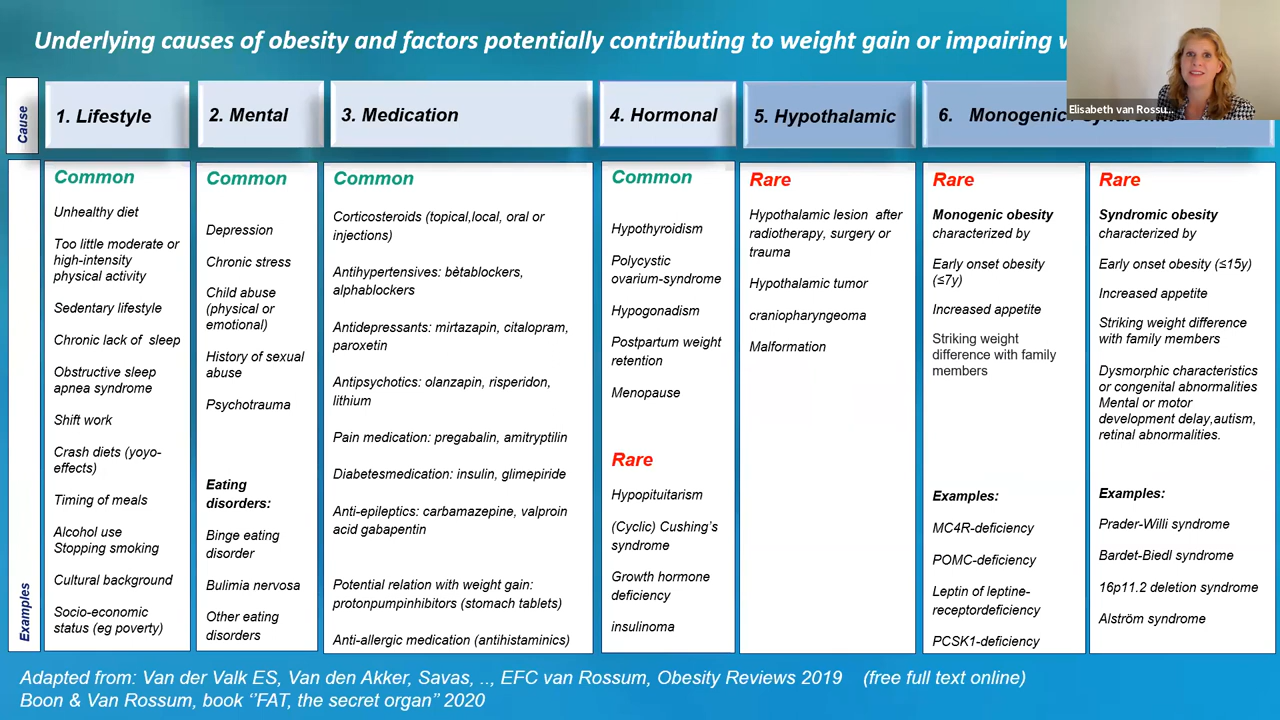 Underlying causes of obesity and factors potentially contributing to weight gain or impairing
Elisabeth van Rossu...
Cause
1. Lifestyle
2. Mental
3. Medication
4. Hormonal
5. Hypothalamic
6. Monogenic
Examples
Common
Unhealthy diet
Too little moderate or
high-intensity
physical activity
Sedentary lifestyle
Chronic lack of sleep
Obstructive sleep
apnea syndrome
Shift work
Crash diets (yoyo-
effects)
Timing of meals
Alcohol use
Stopping smoking
Cultural background
Socio-economic
status (eg poverty)
Common
Depression
Chronic stress
Child abuse
(physical or
emotional)
History of sexual
abuse
Psychotrauma
Eating
disorders:
Binge eating
disorder
Bulimia nervosa
Other eating
disorders
Common
Corticosteroids (topical,local, oral or
injections)
Antihypertensives: bètablockers,
alphablockers
Antidepressants: mirtazapin, citalopram,
paroxetin
Antipsychotics: olanzapin, risperidon,
lithium
Pain medication: pregabalin, amitryptilin
Diabetesmedication: insulin, glimepiride
Anti-epileptics: carbamazepine, valproin
acid gabapentin
Potential relation with weight gain:
protonpumpinhibitors (stomach tablets)
Anti-allergic medication (antihistaminics)
Common
Hypothyroidism
Polycystic
ovarium-syndrome
Hypogonadism
Postpartum weight
retention
Menopause
Rare
Hypopituitarism
(Cyclic) Cushing's
syndrome
Growth hormone
deficiency
insulinoma
Rare
Hypothalamic lesion after
radiotherapy, surgery or
trauma
Hypothalamic tumor
craniopharyngeoma
Malformation
Rare
Monogenic obesity
characterized by
Early onset obesity
(≤7y)
Increased appetite
Striking weight
difference with family
members
Examples:
MC4R-deficiency
POMC-deficiency
Leptin of leptine-
receptordeficiency
PCSK1-deficiency
Rare
Syndromic obesity
characterized by
Early onset obesity (≤15y)
Increased appetite
Striking weight difference
with family members
Dysmorphic characteristics
or congenital abnormalities
Mental or motor
development delay,autism,
retinal abnormalities.
Examples:
Prader-Willi syndrome
Bardet-Biedl syndrome
16p11.2 deletion syndrome
Alström syndrome
Adapted from: Van der Valk ES, Van den Akker, Savas, .., EFC van Rossum, Obesity Reviews 2019 (free full text online)
Boon & Van Rossum, book ‘’FAT, the secret organ’’ 2020